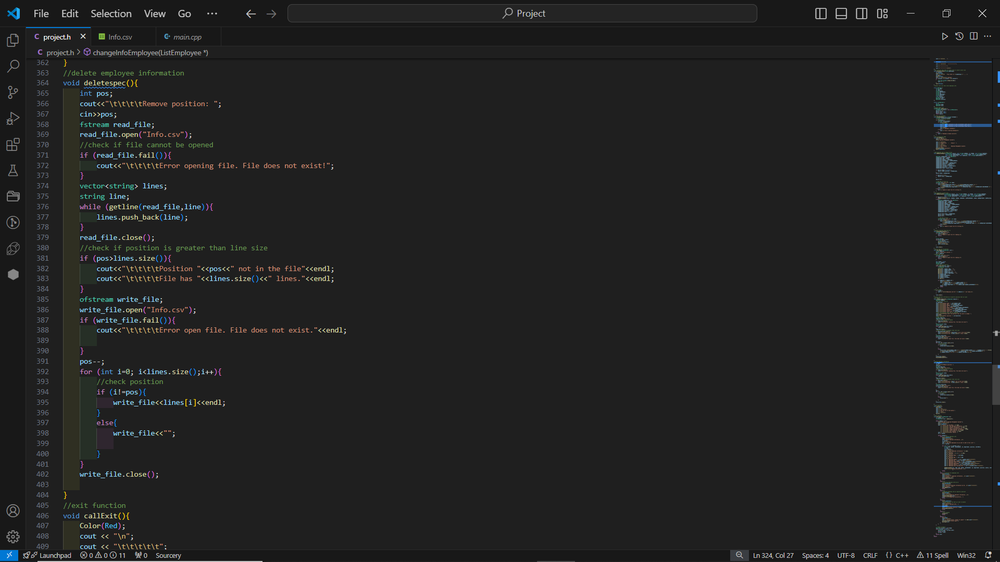 File Edit Selection View Go ··· Project
project.h Info.csv main.cpp
project.h > changeInfoEmployee(ListEmployee *)
362 }
363 //delete employee information
364 void deletespec(){
365 int pos;
366 cout<<"\t\t\t\tRemove position: ";
367 cin>>pos;
368 fstream read_file;
369 read_file.open("Info.csv");
370 //check if file cannot be opened
371 if (read_file.fail()){
372 cout<<"\t\t\t\tError opening file. File does not exist!";
373 }
374 vector<string> lines;
375 string line;
376 while (getline(read_file,line)){
377 lines.push_back(line);
378 }
379 read_file.close();
380 //check if position is greater than line size
381 if (pos>lines.size()){
382 cout<<"\t\t\t\tPosition "<<pos<<" not in the file"<<endl;
383 cout<<"\t\t\t\tFile has "<<lines.size()<<" lines."<<endl;
384 }
385 ofstream write_file;
386 write_file.open("Info.csv");
387 if (write_file.fail()){
388 cout<<"\t\t\t\tError open file. File does not exist."<<endl;
389
390 }
391 pos--;
392 for (int i=0; i<lines.size();i++){
393 //check position
394 if (i!=pos){
395 write_file<<lines[i]<<endl;
396 }
397 else{
398 write_file<<"";
399
400 }
401 }
402 write_file.close();
403
404 }
405 //exit function
406 void callExit(){
407 Color(Red);
408 cout << "\n";
409 cout << "\t\t\t\t\t";
Launchpad 0 0 11 0 Sourcery Ln 324, Col 27 Spaces: 4 UTF-8 CRLF {} C++ 11 Spell Win32